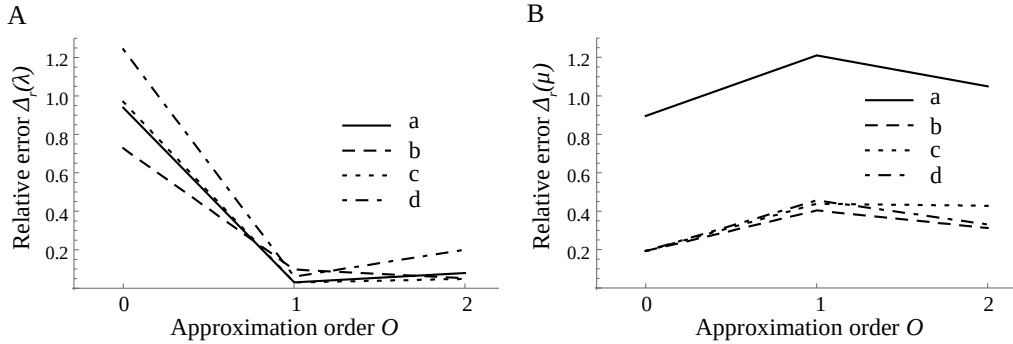 A
Relative error Δr(λ)
1.2
1.0
0.8
0.6
0.4
0.2
0
1
2
Approximation order O
a
b
c
d
B
Relative error Δr(μ)
1.2
1.0
0.8
0.6
0.4
0.2
0
1
2
Approximation order O
a
b
c
d